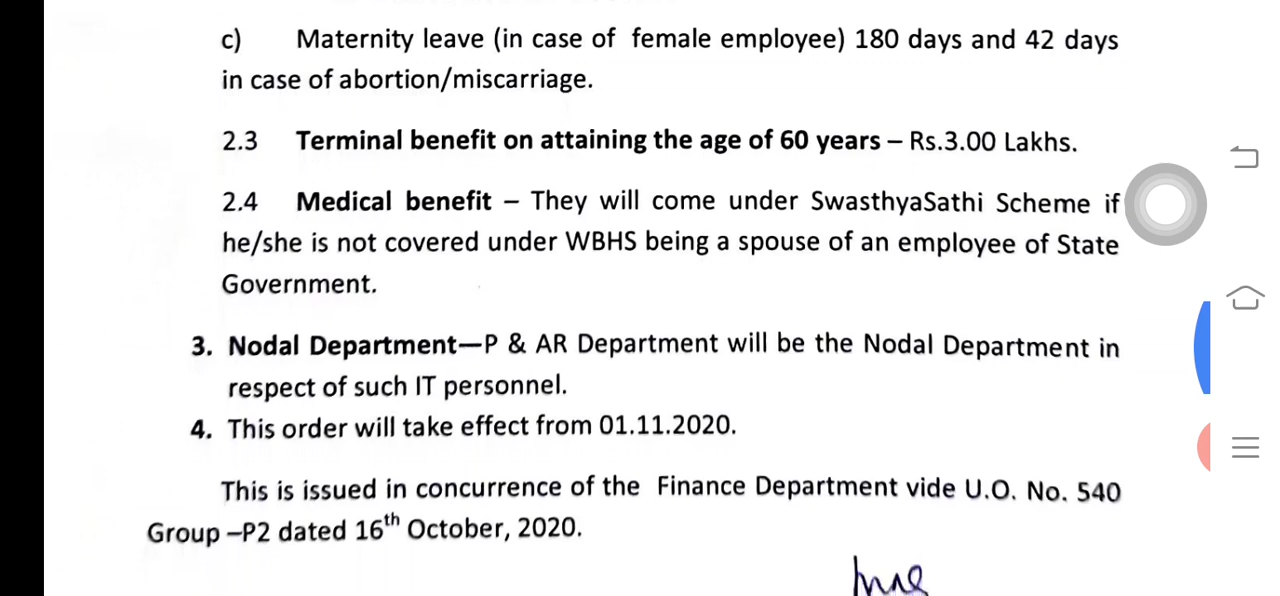 c) Maternity leave (in case of female employee) 180 days and 42 days
in case of abortion/miscarriage.
2.3 Terminal benefit on attaining the age of 60 years – Rs.3.00 Lakhs.
2.4 Medical benefit – They will come under SwasthyaSathi Scheme if
he/she is not covered under WBHS being a spouse of an employee of State
Government.
3. Nodal Department—P & AR Department will be the Nodal Department in
respect of such IT personnel.
4. This order will take effect from 01.11.2020.
This is issued in concurrence of the Finance Department vide U.O. No. 540
Group –P2 dated 16th October, 2020.